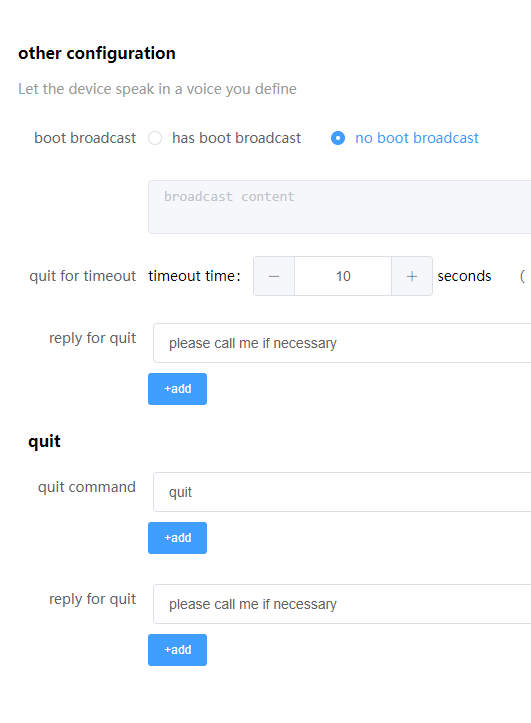 other configuration
Let the device speak in a voice you define
boot broadcast has boot broadcast no boot broadcast
broadcast content
quit for timeout timeout time: − 10 + seconds (
reply for quit please call me if necessary
+add
quit
quit command quit
+add
reply for quit please call me if necessary
+add